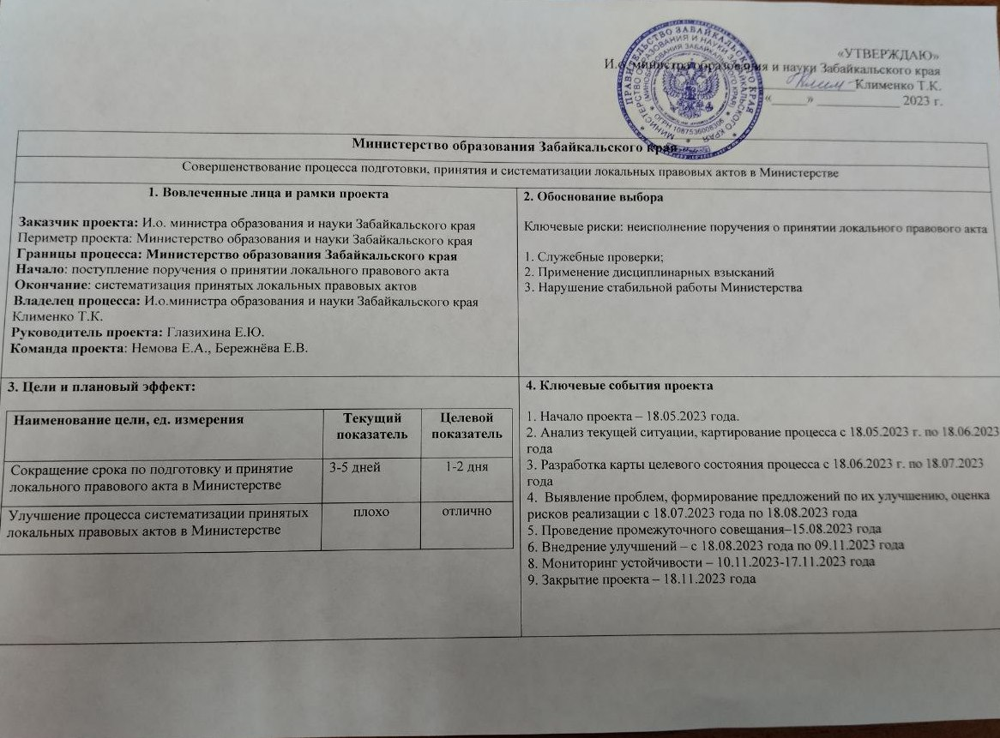 «УТВЕРЖДАЮ»
И.о. министра образования и науки Забайкальского края
Клименко Т.К.
«_____» ____________ 2023 г.
ПРАВИТЕЛЬСТВО ЗАБАЙКАЛЬСКОГО КРАЯ
МИНИСТЕРСТВО ОБРАЗОВАНИЯ И НАУКИ ЗАБАЙКАЛЬСКОГО КРАЯ
ОГРН 1087536008306
Министерство образования Забайкальского края
Совершенствование процесса подготовки, принятия и систематизации локальных правовых актов в Министерстве
1. Вовлеченные лица и рамки проекта
Заказчик проекта: И.о. министра образования и науки Забайкальского края
Периметр проекта: Министерство образования и науки Забайкальского края
Границы процесса: Министерство образования Забайкальского края
Начало: поступление поручения о принятии локального правового акта
Окончание: систематизация принятых локальных правовых актов
Владелец процесса: И.о.министра образования и науки Забайкальского края
Клименко Т.К.
Руководитель проекта: Глазихина Е.Ю.
Команда проекта: Немова Е.А., Бережнёва Е.В.
2. Обоснование выбора
Ключевые риски: неисполнение поручения о принятии локального правового акта
1. Служебные проверки;
2. Применение дисциплинарных взысканий
3. Нарушение стабильной работы Министерства
3. Цели и плановый эффект:
Наименование цели, ед. измерения
Текущий
показатель
Целевой
показатель
Сокращение срока по подготовку и принятие
локального правового акта в Министерстве
3-5 дней
1-2 дня
Улучшение процесса систематизации принятых
локальных правовых актов в Министерстве
плохо
отлично
4. Ключевые события проекта
1. Начало проекта – 18.05.2023 года.
2. Анализ текущей ситуации, картирование процесса с 18.05.2023 г. по 18.06.2023
года
3. Разработка карты целевого состояния процесса с 18.06.2023 г. по 18.07.2023
года
4. Выявление проблем, формирование предложений по их улучшению, оценка
рисков реализации с 18.07.2023 года по 18.08.2023 года
5. Проведение промежуточного совещания–15.08.2023 года
6. Внедрение улучшений – с 18.08.2023 года по 09.11.2023 года
8. Мониторинг устойчивости – 10.11.2023-17.11.2023 года
9. Закрытие проекта – 18.11.2023 года